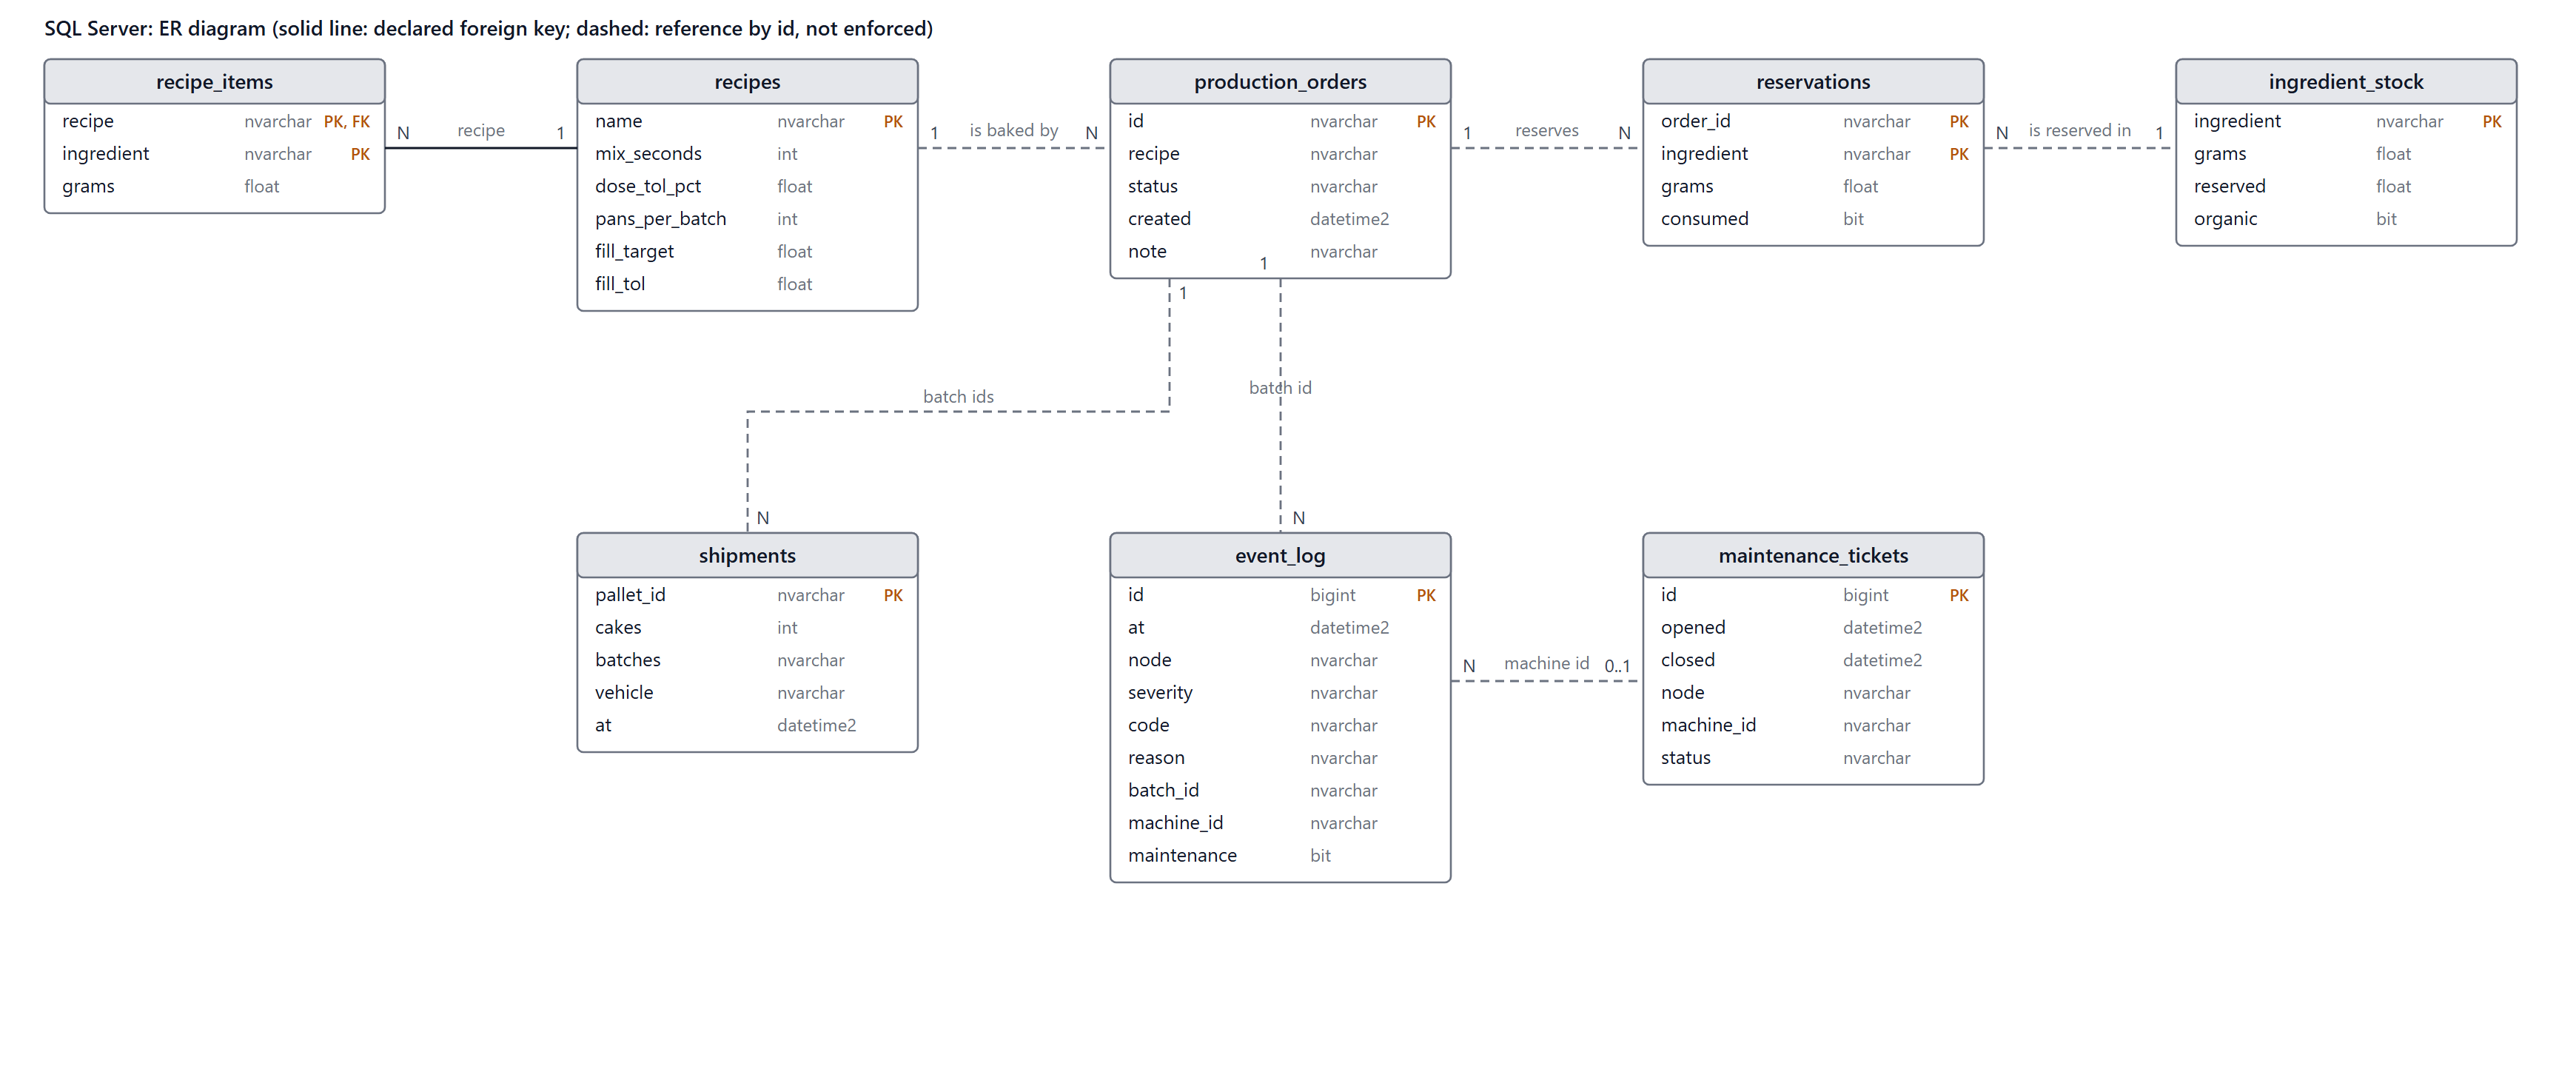 SQL Server: ER diagram (solid line: declared foreign key; dashed: reference by id, not enforced)
recipe_items
recipe nvarchar PK, FK
ingredient nvarchar PK
grams float
N recipe 1
recipes
name nvarchar PK
mix_seconds int
dose_tol_pct float
pans_per_batch int
fill_target float
fill_tol float
1 is baked by N
production_orders
id nvarchar PK
recipe nvarchar
status nvarchar
created datetime2
note nvarchar
1 reserves N
reservations
order_id nvarchar PK
ingredient nvarchar PK
grams float
consumed bit
N is reserved in 1
ingredient_stock
ingredient nvarchar PK
grams float
reserved float
organic bit
1
1
batch ids
batch id
N
N
shipments
pallet_id nvarchar PK
cakes int
batches nvarchar
vehicle nvarchar
at datetime2
event_log
id bigint PK
at datetime2
node nvarchar
severity nvarchar
code nvarchar
reason nvarchar
batch_id nvarchar
machine_id nvarchar
maintenance bit
N machine id 0..1
maintenance_tickets
id bigint PK
opened datetime2
closed datetime2
node nvarchar
machine_id nvarchar
status nvarchar